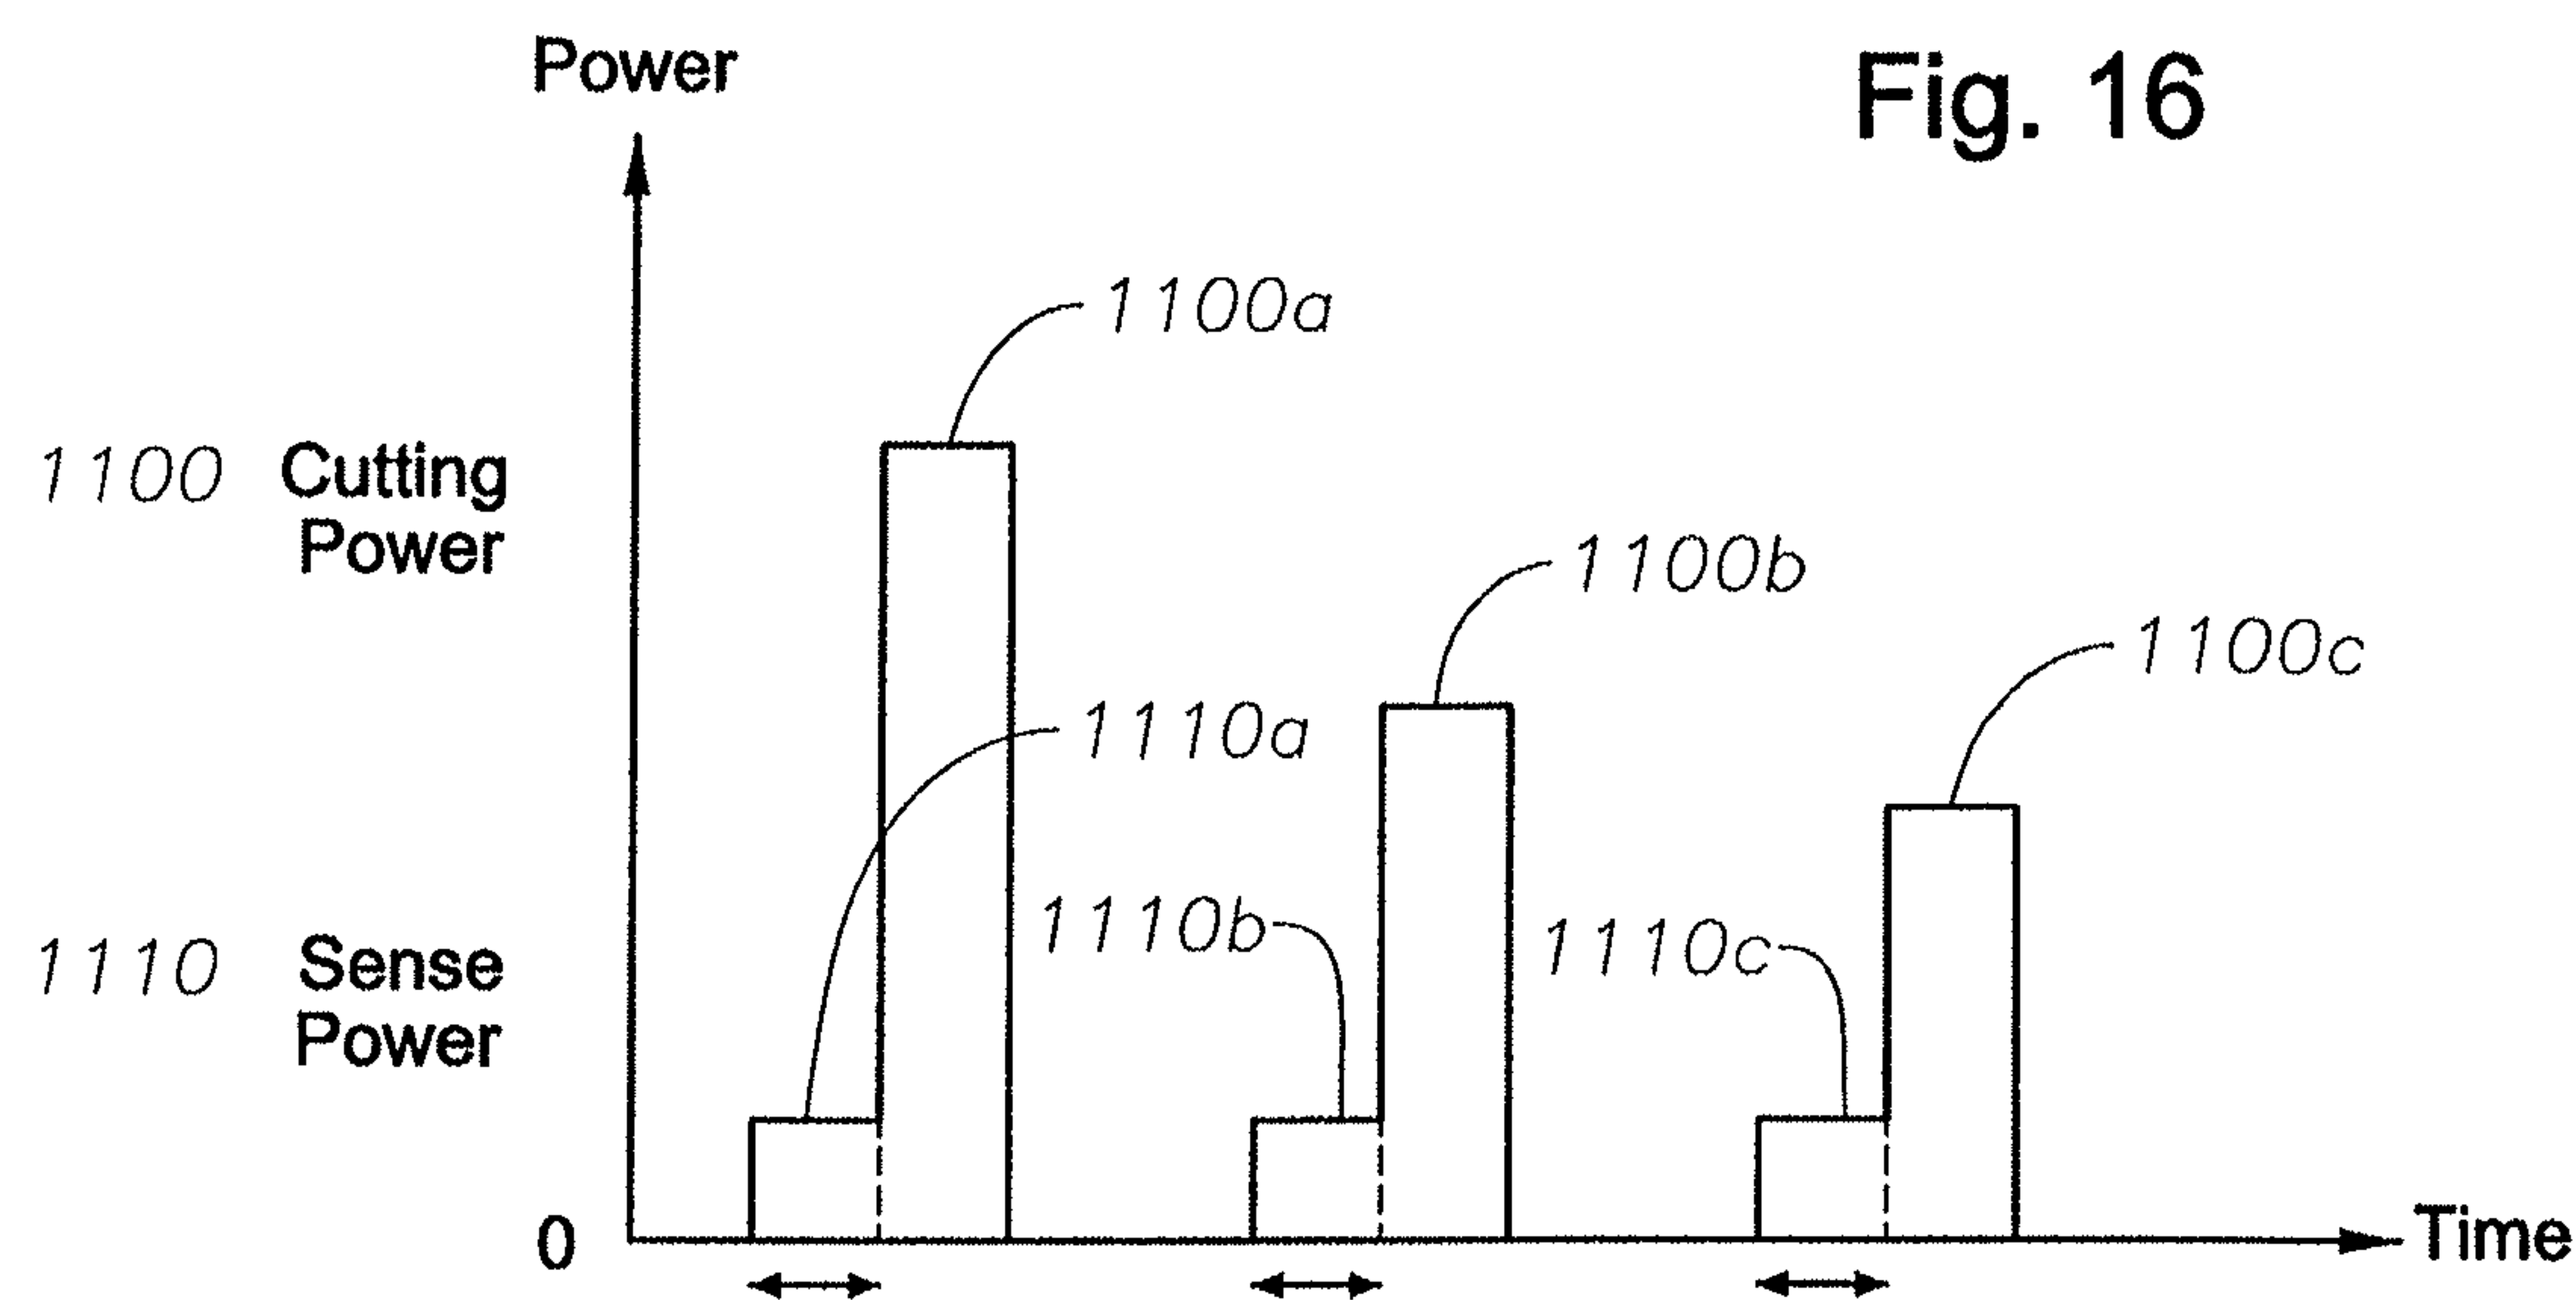 Power
Fig. 16
1100a
1100 Cutting
Power
1100b
1100c
1110a
1110b
1110c
1110 Sense
Power
0
Time